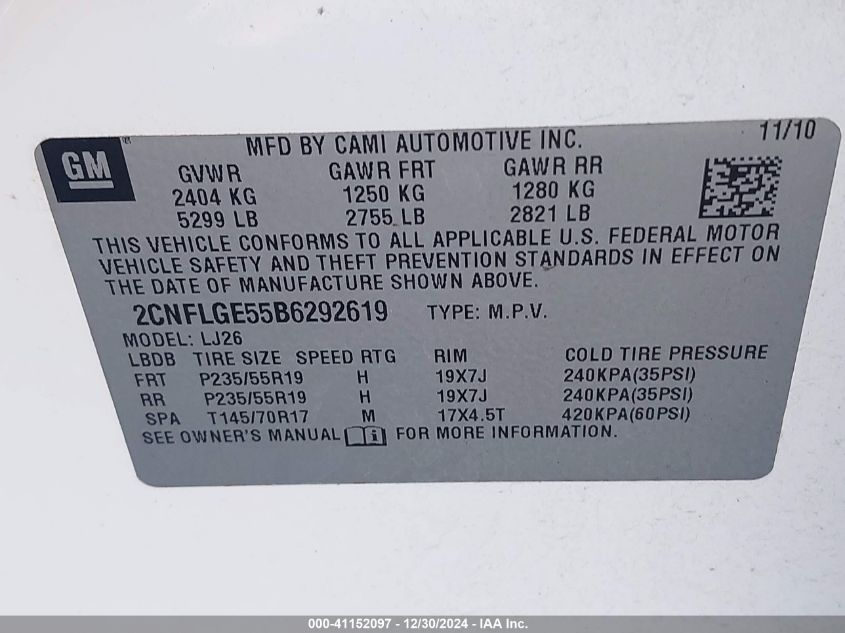 GM
MFD BY CAMI AUTOMOTIVE INC.
11/10
GVWR GAWR FRT GAWR RR
2404 KG 1250 KG 1280 KG
5299 LB 2755 LB 2821 LB
THIS VEHICLE CONFORMS TO ALL APPLICABLE U.S. FEDERAL MOTOR
VEHICLE SAFETY AND THEFT PREVENTION STANDARDS IN EFFECT ON
THE DATE OF MANUFACTURE SHOWN ABOVE.
2CNFLGE55B6292619 TYPE: M.P.V.
MODEL: LJ26
LBDB TIRE SIZE SPEED RTG RIM COLD TIRE PRESSURE
FRT P235/55R19 H 19X7J 240KPA(35PSI)
RR P235/55R19 H 19X7J 240KPA(35PSI)
SPA T145/70R17 M 17X4.5T 420KPA(60PSI)
SEE OWNER'S MANUAL FOR MORE INFORMATION.
000-41152097 - 12/30/2024 - IAA Inc.